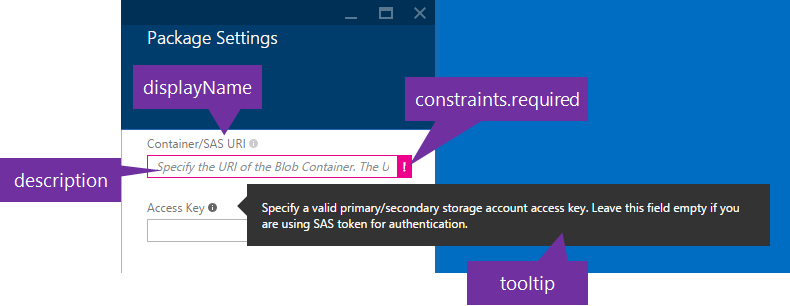 Package Settings
displayName
constraints.required
Container/SAS URI
description
Specify the URI of the Blob Container. The U
!
Access Key
Specify a valid primary/secondary storage account access key. Leave this field empty if you
are using SAS token for authentication.
tooltip